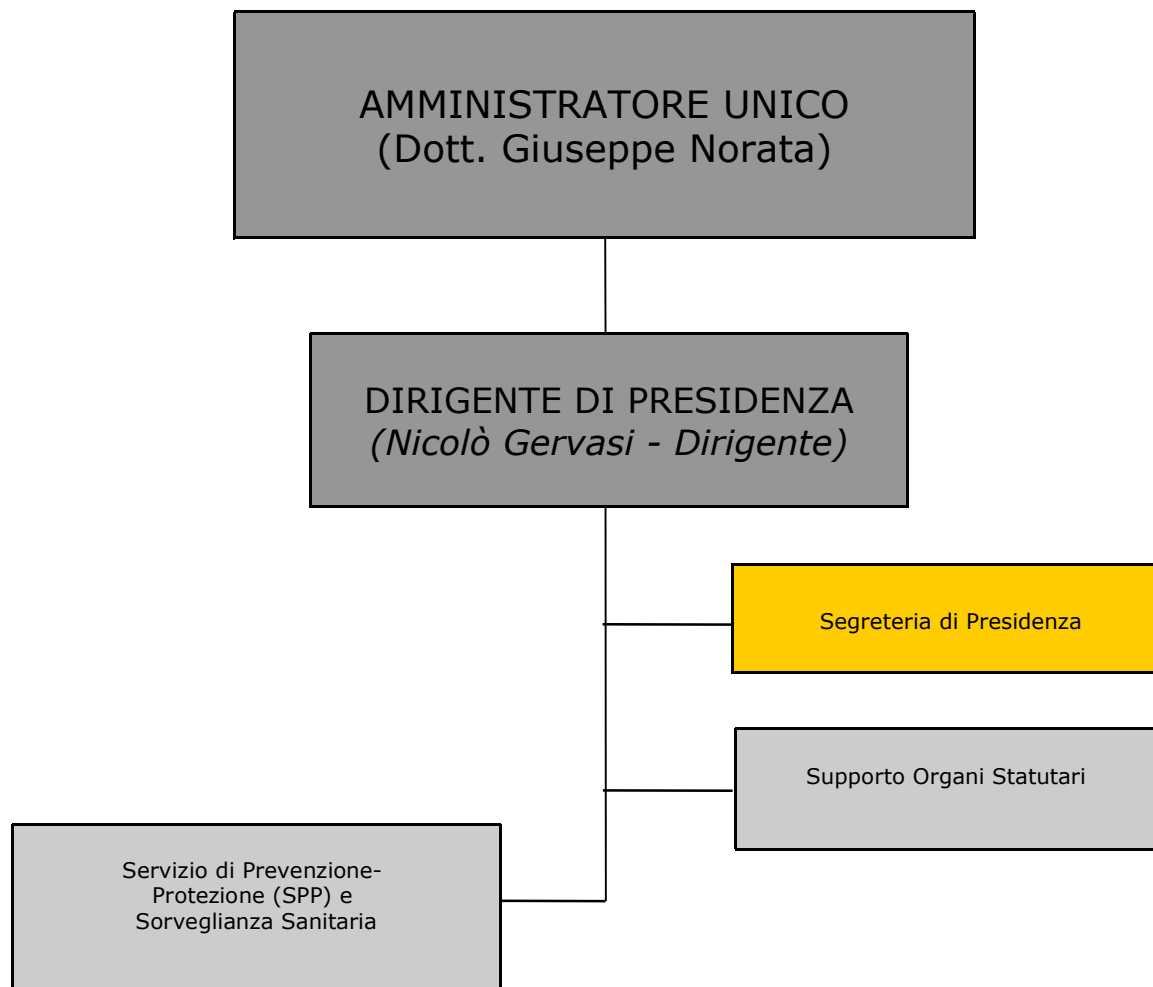 AMMINISTRATORE UNICO
(Dott. Giuseppe Norata)
DIRIGENTE DI PRESIDENZA
(Nicolò Gervasi - Dirigente)
Segreteria di Presidenza
Supporto Organi Statutari
Servizio di Prevenzione-
Protezione (SPP) e
Sorveglianza Sanitaria